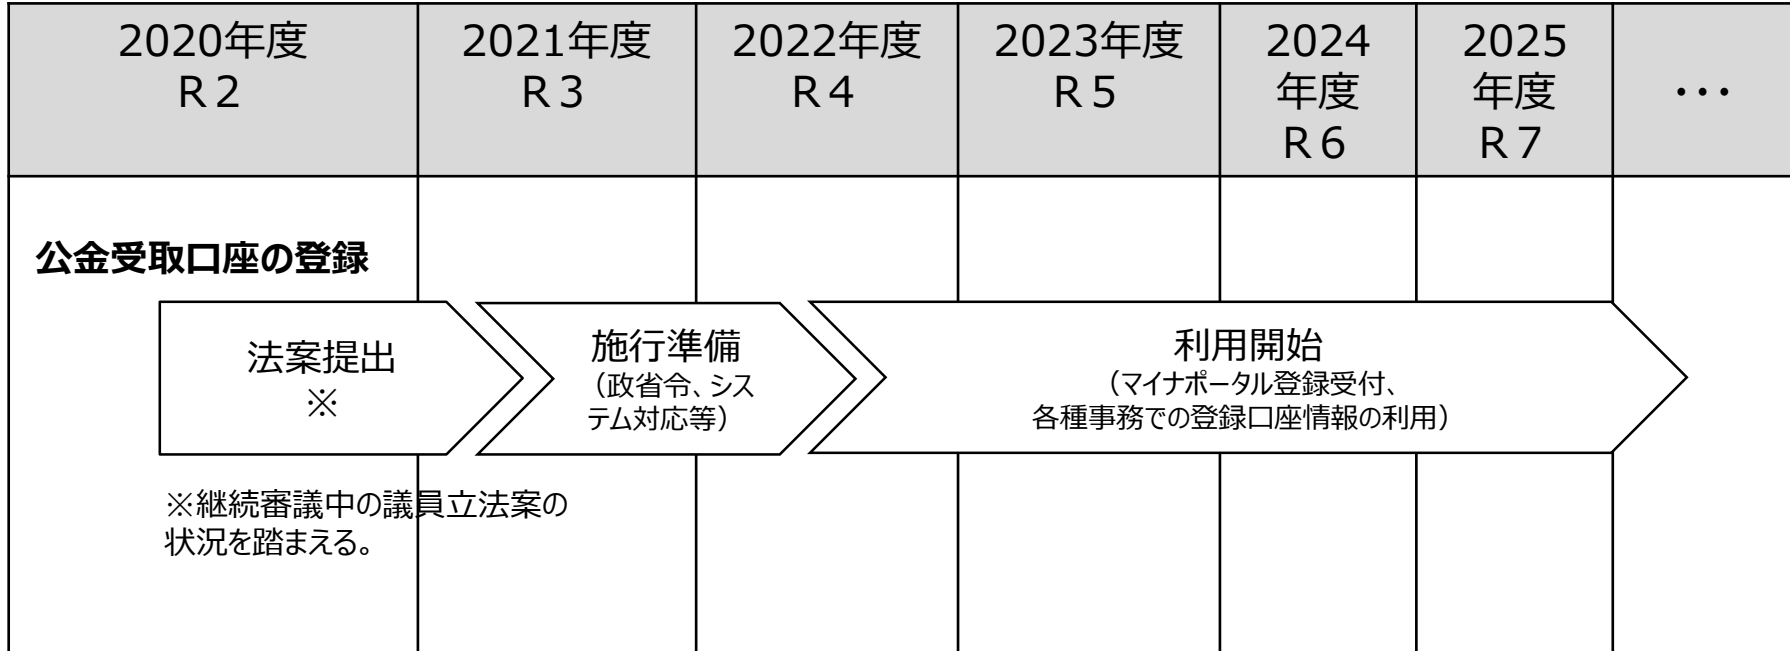 2020年度
R2
2021年度
R3
2022年度
R4
2023年度
R5
2024
年度
R6
2025
年度
R7
・・・
公金受取口座の登録
法案提出
※
施行準備
（政省令、シス
テム対応等）
利用開始
（マイナポータル登録受付、
各種事務での登録口座情報の利用）
※継続審議中の議員立法案の
状況を踏まえる。